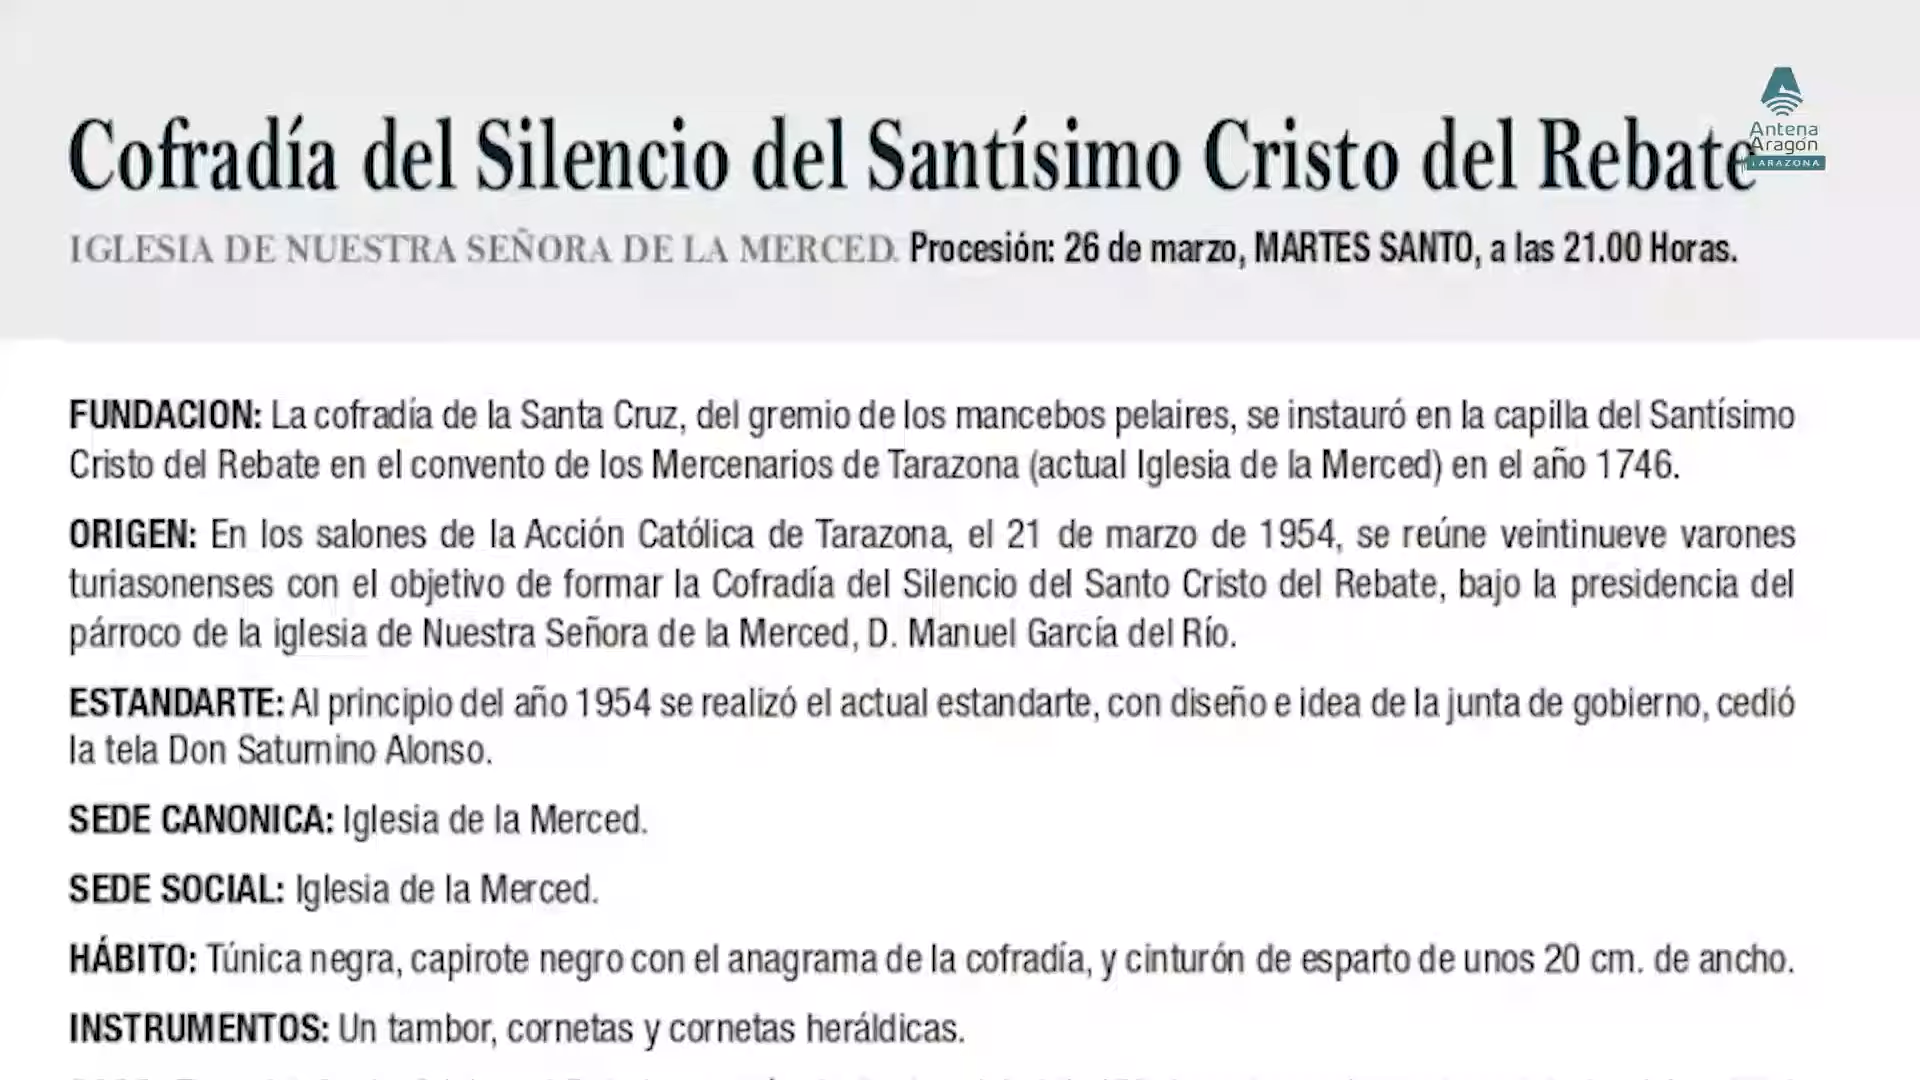 Cofradía del Silencio del Santísimo Cristo del Rebate
Antena
Aragón
TARAZONA
IGLESIA DE NUESTRA SEÑORA DE LA MERCED. Procesión: 26 de marzo, MARTES SANTO, a las 21.00 Horas.
FUNDACION: La cofradía de la Santa Cruz, del gremio de los mancebos pelaires, se instauró en la capilla del Santísimo
Cristo del Rebate en el convento de los Mercenarios de Tarazona (actual Iglesia de la Merced) en el año 1746.
ORIGEN: En los salones de la Acción Católica de Tarazona, el 21 de marzo de 1954, se reúne veintinueve varones
turiasonenses con el objetivo de formar la Cofradía del Silencio del Santo Cristo del Rebate, bajo la presidencia del
párroco de la iglesia de Nuestra Señora de la Merced, D. Manuel García del Río.
ESTANDARTE: Al principio del año 1954 se realizó el actual estandarte, con diseño e idea de la junta de gobierno, cedió
la tela Don Saturnino Alonso.
SEDE CANONICA: Iglesia de la Merced.
SEDE SOCIAL: Iglesia de la Merced.
HÁBITO: Túnica negra, capirote negro con el anagrama de la cofradía, y cinturón de esparto de unos 20 cm. de ancho.
INSTRUMENTOS: Un tambor, cornetas y cornetas heráldicas.